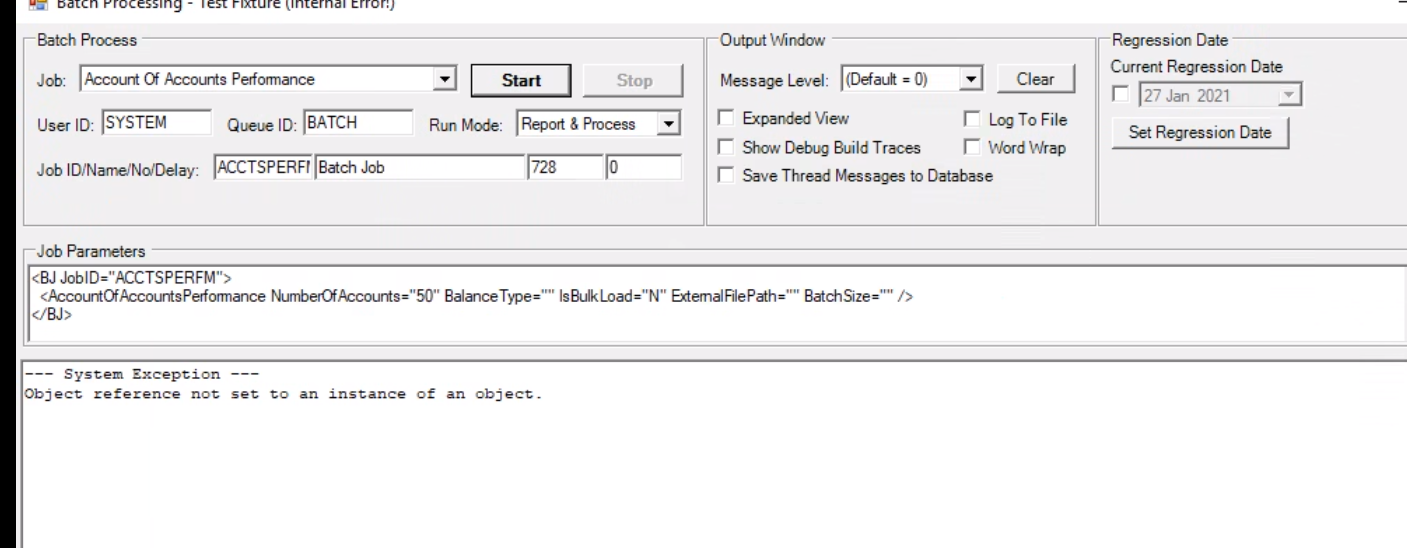 Batch Processing - Test Fixture (Internal Error!)
Batch Process
Job: Account Of Accounts Performance Start Stop
User ID: SYSTEM Queue ID: BATCH Run Mode: Report & Process
Job ID/Name/No/Delay: ACCTSPERF Batch Job 728 0
Output Window
Message Level: (Default = 0) Clear
Expanded View Log To File
Show Debug Build Traces Word Wrap
Save Thread Messages to Database
Regression Date
Current Regression Date
27 Jan 2021
Set Regression Date
Job Parameters
<BJ JobID="ACCTSPERFM">
<AccountOfAccountsPerformance NumberOfAccounts="50" BalanceType="" IsBulkLoad="N" ExternalFilePath="" BatchSize="" />
</BJ>
--- System Exception ---
Object reference not set to an instance of an object.